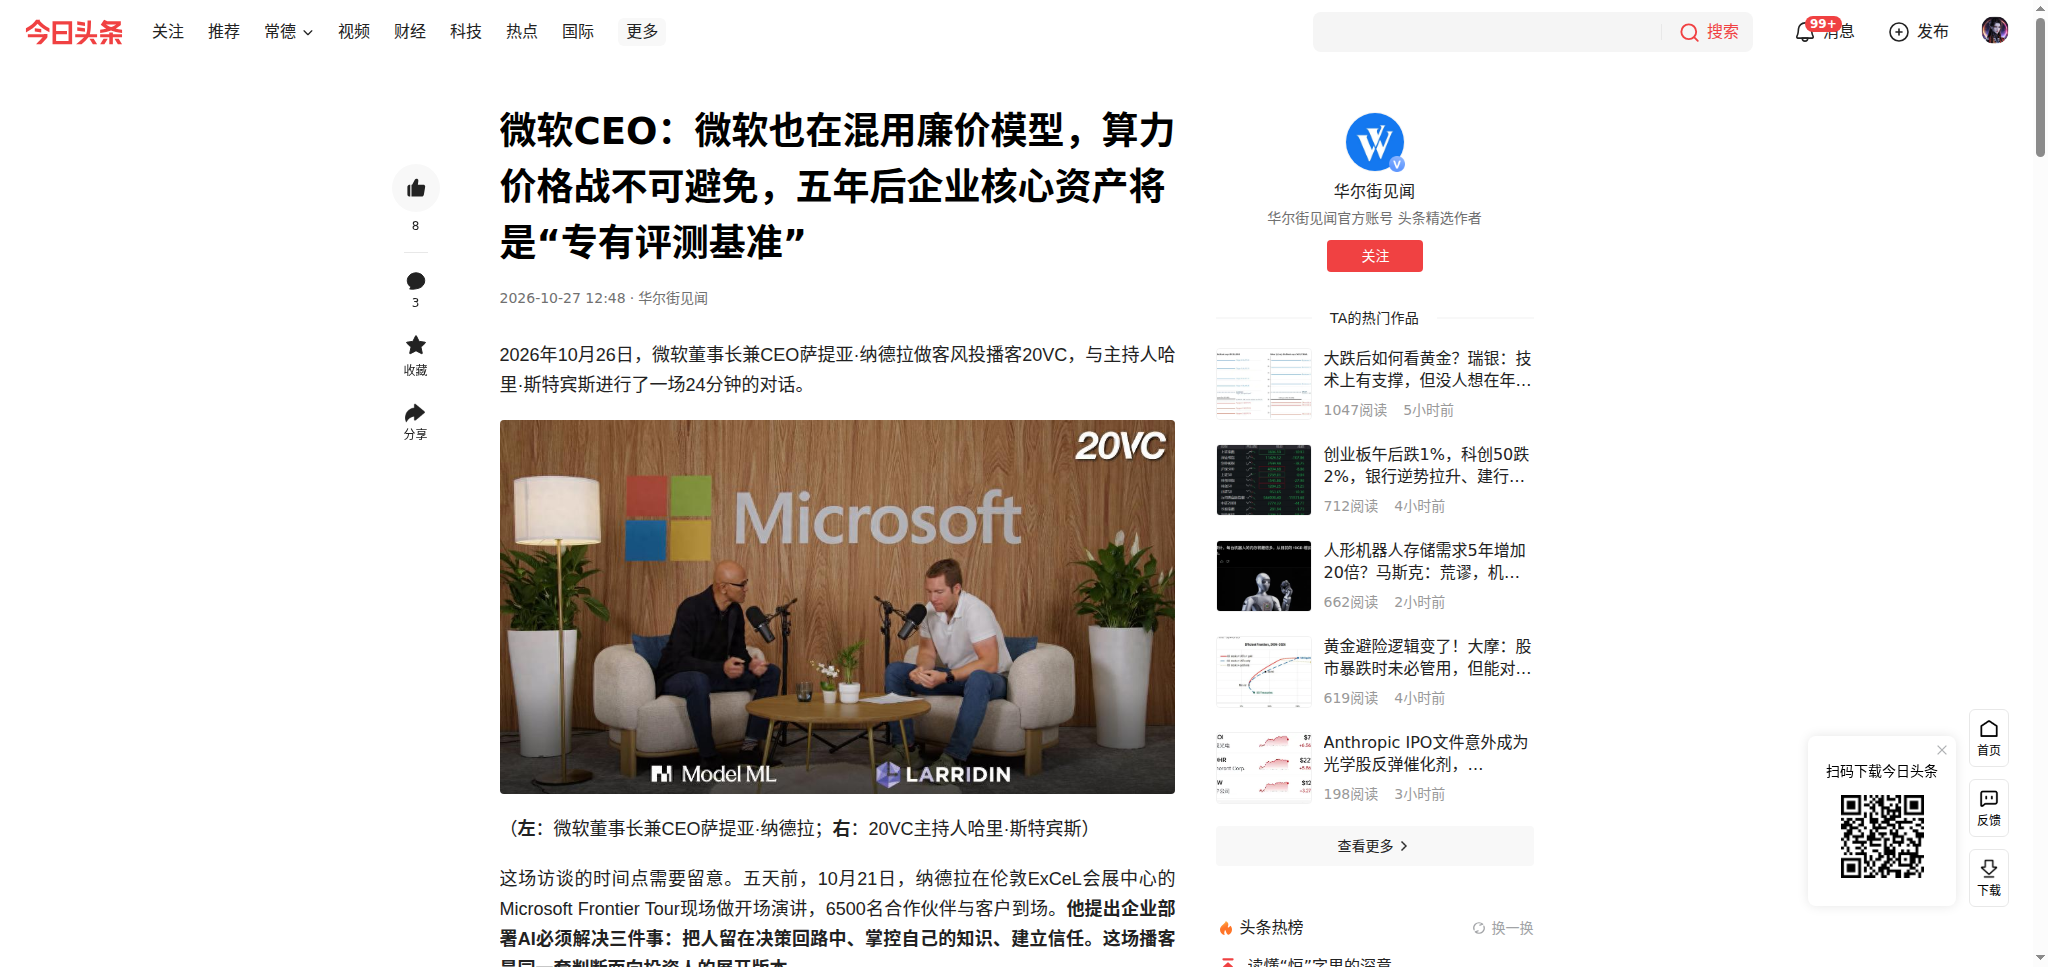 今日头条
关注 推荐 常德 视频 财经 科技 热点 国际 更多
搜索
99+
消息
发布
微软CEO：微软也在混用廉价模型，算力
价格战不可避免，五年后企业核心资产将
是“专有评测基准”
2026-10-27 12:48 · 华尔街见闻
8
3
收藏
分享
2026年10月26日，微软董事长兼CEO萨提亚·纳德拉做客风投播客20VC，与主持人哈
里·斯特宾斯进行了一场24分钟的对话。
20VC
Microsoft
Model ML
LARRIDIN
（左：微软董事长兼CEO萨提亚·纳德拉；右：20VC主持人哈里·斯特宾斯）
这场访谈的时间点需要留意。五天前，10月21日，纳德拉在伦敦ExCeL会展中心的
Microsoft Frontier Tour现场做开场演讲，6500名合作伙伴与客户到场。他提出企业部
署AI必须解决三件事：把人留在决策回路中、掌控自己的知识、建立信任。这场播客
是同一套判断面向投资人的展开版本。
华尔街见闻
华尔街见闻官方账号 头条精选作者
关注
TA的热门作品
大跌后如何看黄金？瑞银：技
术上有支撑，但没人想在年...
1047阅读 5小时前
创业板午后跌1%，科创50跌
2%，银行逆势拉升、建行...
712阅读 4小时前
人形机器人存储需求5年增加
20倍？马斯克：荒谬，机...
662阅读 2小时前
黄金避险逻辑变了！大摩：股
市暴跌时未必管用，但能对...
619阅读 4小时前
Anthropic IPO文件意外成为
光学股反弹催化剂，...
198阅读 3小时前
查看更多
头条热榜
换一换
读懂“恒”字里的深意
扫码下载今日头条
首页
反馈
下载